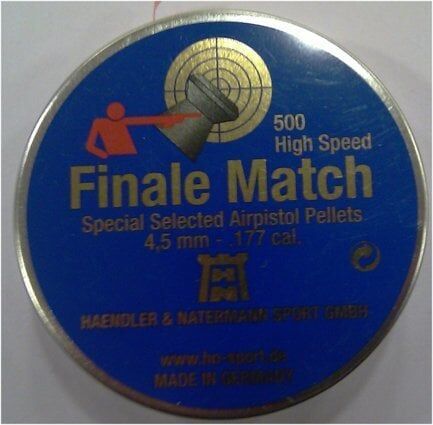 500
High Speed
Finale Match
Special Selected Airpistol Pellets
4,5 mm - .177 cal.
HAENDLER & NATERMANN SPORT GMBH
www.hn-sport.de
MADE IN GERMANY